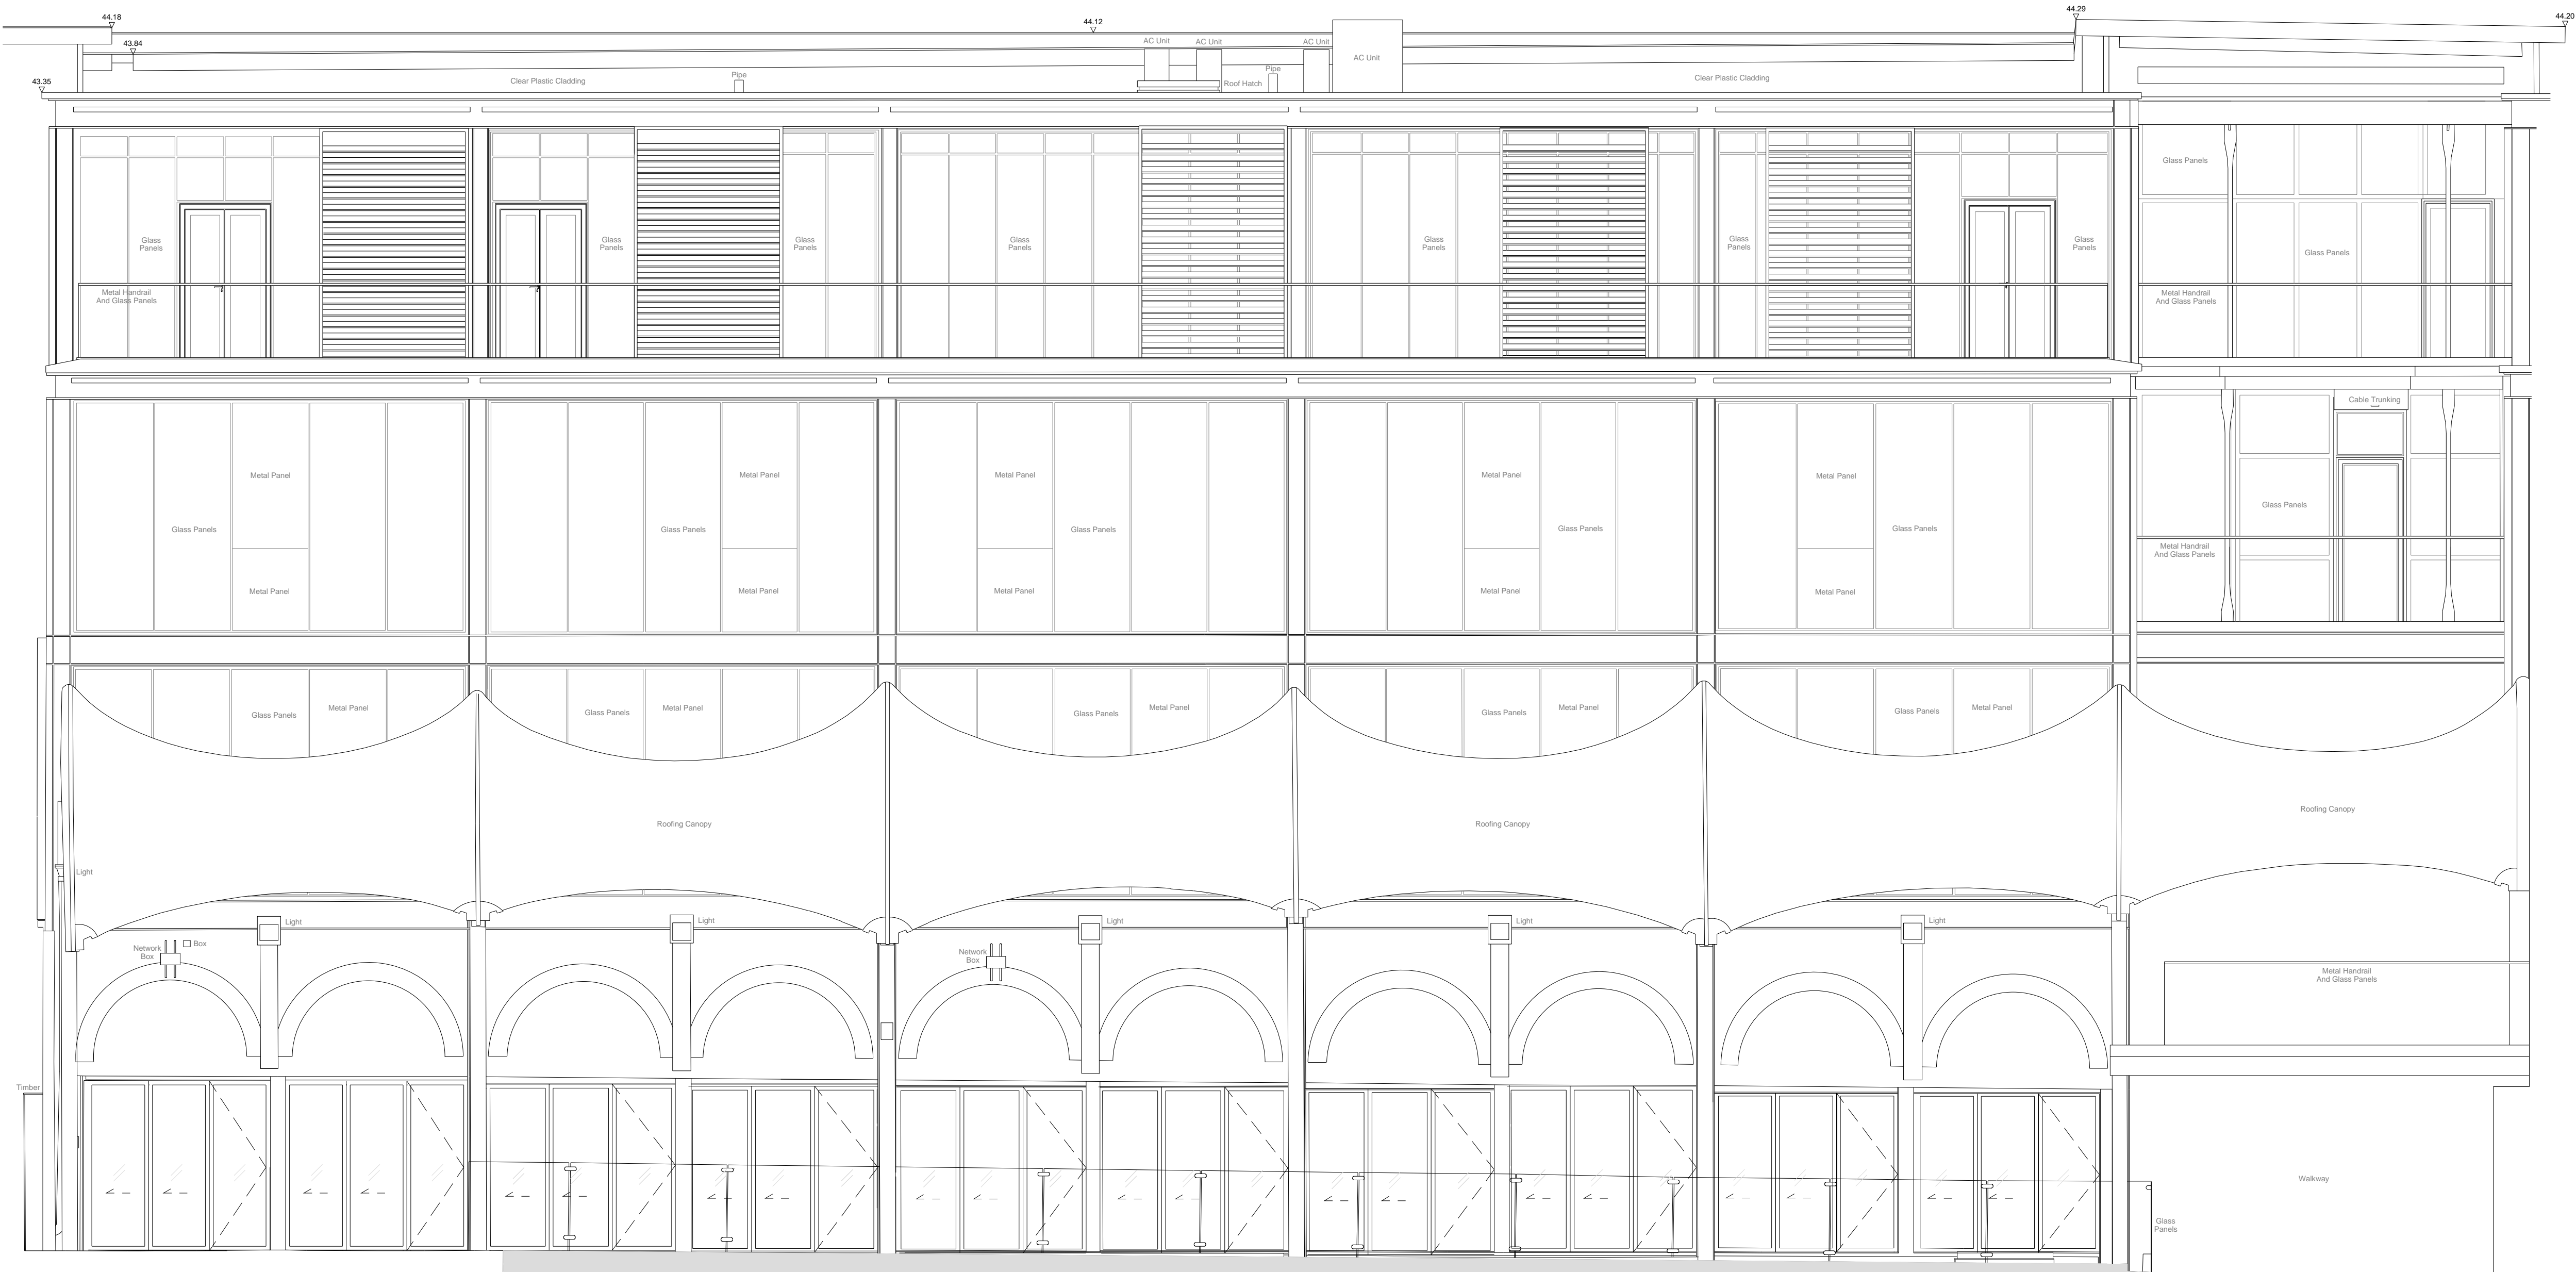 44.18
44.12
44.29
44.20
43.84
43.35
AC Unit
AC Unit
AC Unit
AC Unit
Clear Plastic Cladding
Pipe
Roof Hatch
Pipe
Clear Plastic Cladding
Glass Panels
Glass
Panels
Glass
Panels
Glass
Panels
Glass
Panels
Glass
Panels
Glass
Panels
Glass
Panels
Glass Panels
Metal Handrail
And Glass Panels
Metal Handrail
And Glass Panels
Cable Trunking
Metal Panel
Metal Panel
Metal Panel
Metal Panel
Metal Panel
Glass Panels
Glass Panels
Glass Panels
Glass Panels
Glass Panels
Glass Panels
Metal Handrail
And Glass Panels
Metal Panel
Metal Panel
Metal Panel
Metal Panel
Metal Panel
Glass Panels
Metal Panel
Glass Panels
Metal Panel
Glass Panels
Metal Panel
Glass Panels
Metal Panel
Glass Panels
Metal Panel
Roofing Canopy
Roofing Canopy
Roofing Canopy
Light
Light
Light
Light
Light
Light
Network
Box
Box
Network
Box
Metal Handrail
And Glass Panels
Timber
Walkway
Glass
Panels